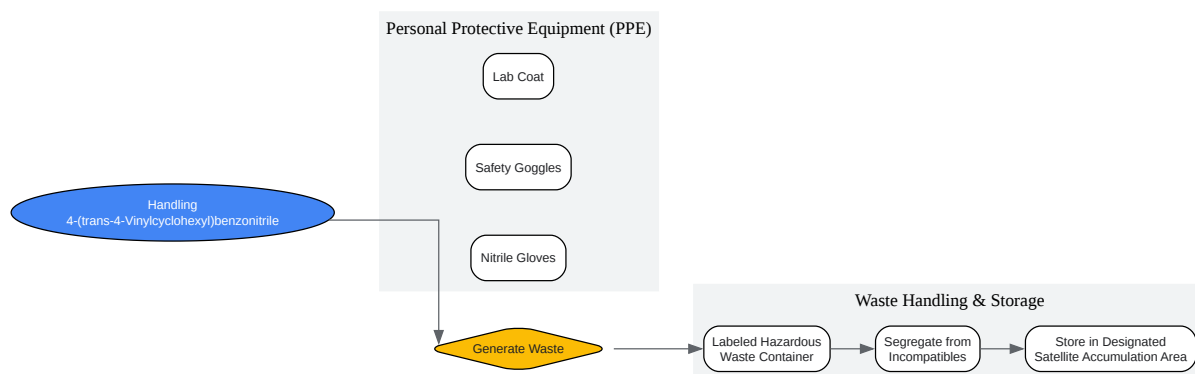 Personal Protective Equipment (PPE)
Lab Coat
Safety Goggles
Nitrile Gloves
Handling
4-(trans-4-Vinylcyclohexyl)benzonitrile
Generate Waste
Waste Handling & Storage
Labeled Hazardous
Waste Container
Segregate from
Incompatibles
Store in Designated
Satellite Accumulation Area